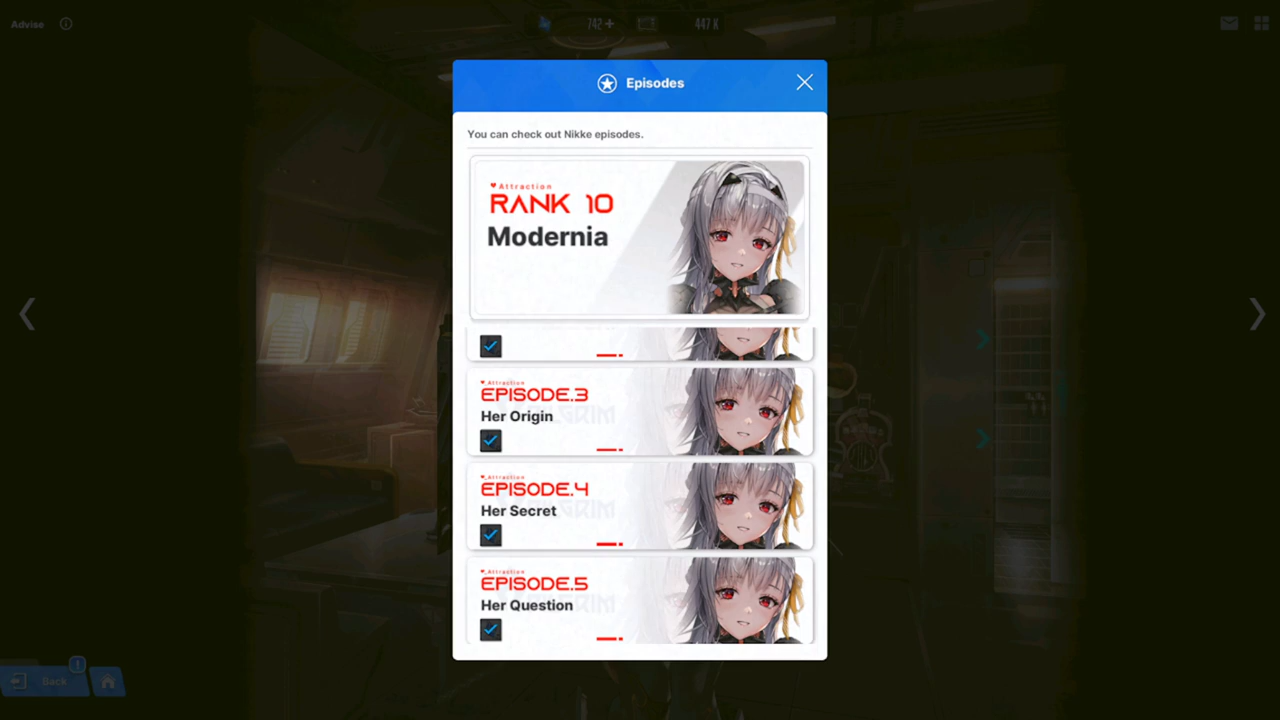 Advise
742 +
447 K
Episodes
You can check out Nikke episodes.
Attraction
RANK 10
Modernia
Attraction
EPISODE.3
Her Origin
Attraction
EPISODE.4
Her Secret
Attraction
EPISODE.5
Her Question
Back
!